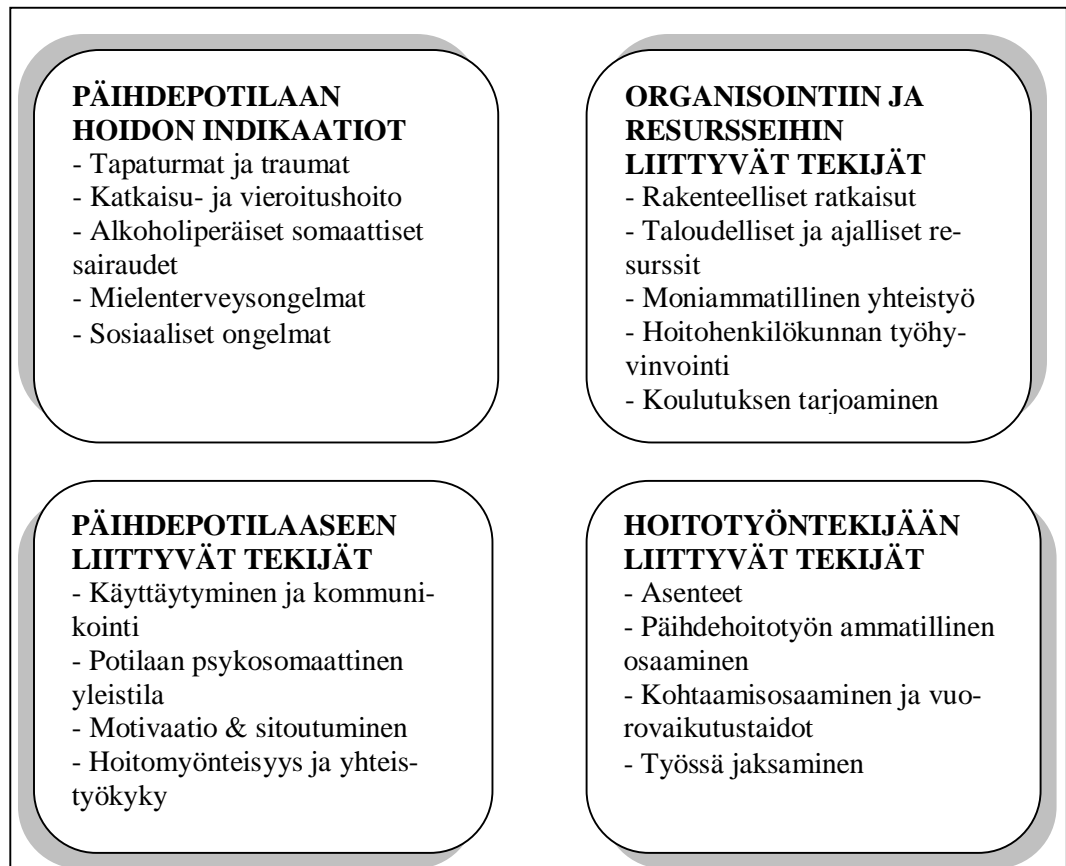 PÄIHDEPOTILAAN
HOIDON INDIKAATIOT
- Tapaturmat ja traumat
- Katkaisu- ja vieroitushoito
- Alkoholiperäiset somaattiset
sairaudet
- Mielenterveysongelmat
- Sosiaaliset ongelmat
ORGANISOINTIIN JA
RESURSSEIHIN
LIITTYVÄT TEKIJÄT
- Rakenteelliset ratkaisut
- Taloudelliset ja ajalliset re-
surssit
- Moniammatillinen yhteistyö
- Hoitohenkilökunnan työhy-
vinvointi
- Koulutuksen tarjoaminen
PÄIHDEPOTILAASEEN
LIITTYVÄT TEKIJÄT
- Käyttäytyminen ja kommuni-
kointi
- Potilaan psykosomaattinen
yleistila
- Motivaatio & sitoutuminen
- Hoitomyönteisyys ja yhteis-
työkyky
HOITOTYÖNTEKIJÄÄN
LIITTYVÄT TEKIJÄT
- Asenteet
- Päihdehoitotyön ammatillinen
osaaminen
- Kohtaamisosaaminen ja vuo-
rovaikutustaidot
- Työssä jaksaminen